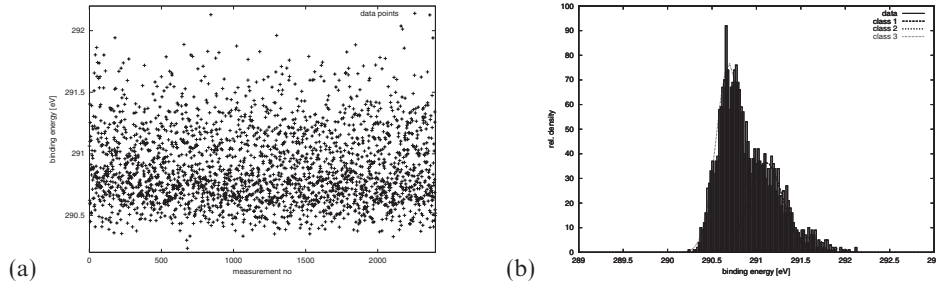 data points
292
291.5
291
290.5
binding energy [eV]
0 500 1000 1500 2000
measurement no
(a)
data
class 1
class 2
class 3
100
90
80
70
60
50
40
30
20
10
0
rel. density
289 289.5 290 290.5 291 291.5 292 292.5 293
binding energy [eV]
(b)